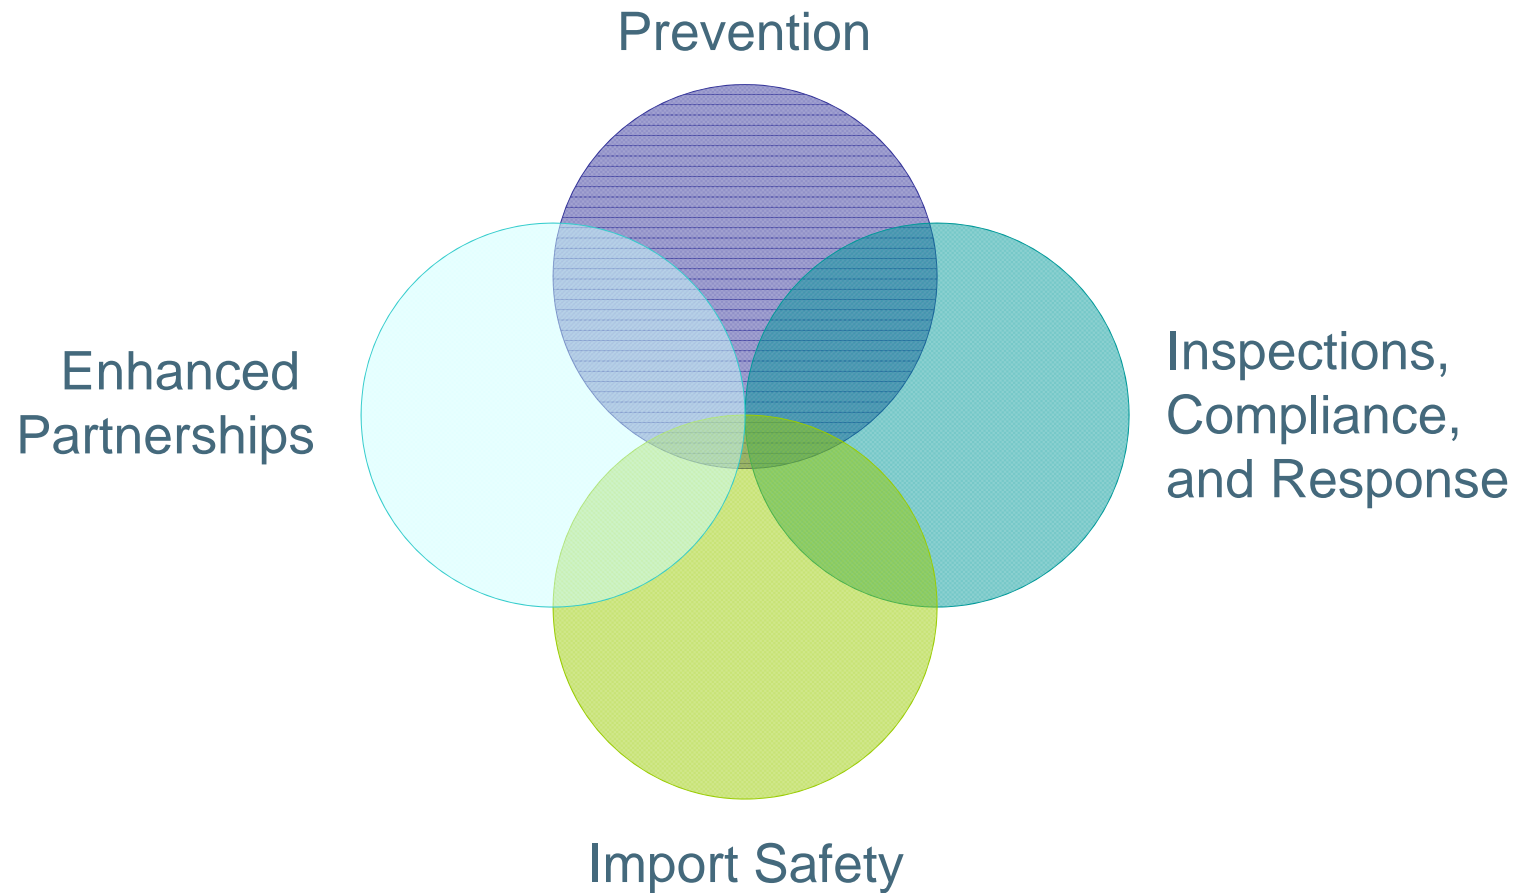 Prevention
Enhanced
Partnerships
Inspections,
Compliance,
and Response
Import Safety